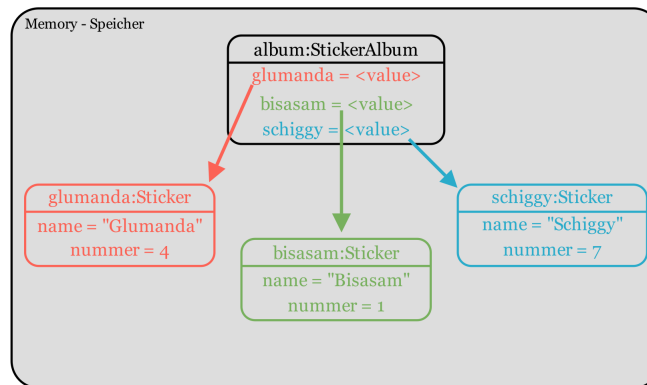 Memory - Speicher
album:StickerAlbum
glumanda = <value>
bisasam = <value>
schiggy = <value>
glumanda:Sticker
name = "Glumanda"
nummer = 4
bisasam:Sticker
name = "Bisasam"
nummer = 1
schiggy:Sticker
name = "Schiggy"
nummer = 7